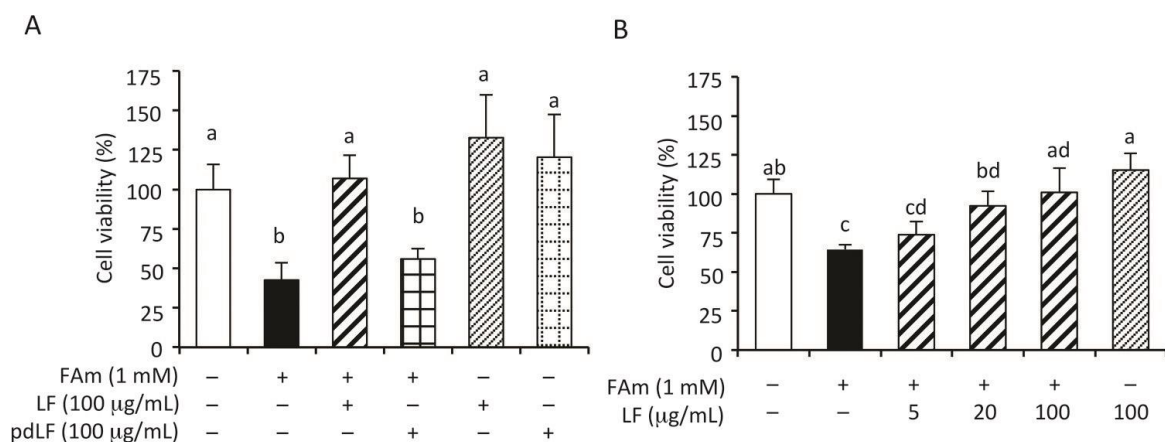 A
Cell viability (%)
175
150
125
100
75
50
25
0
a
b
a
b
a
a
FAm (1 mM) – + + + – –
LF (100 µg/mL) – – + – + –
pdLF (100 µg/mL) – – – + – +
B
Cell viability (%)
175
150
125
100
75
50
25
0
ab
c
cd
bd
ad
a
FAm (1 mM) – + + + + –
LF (µg/mL) – – 5 20 100 100